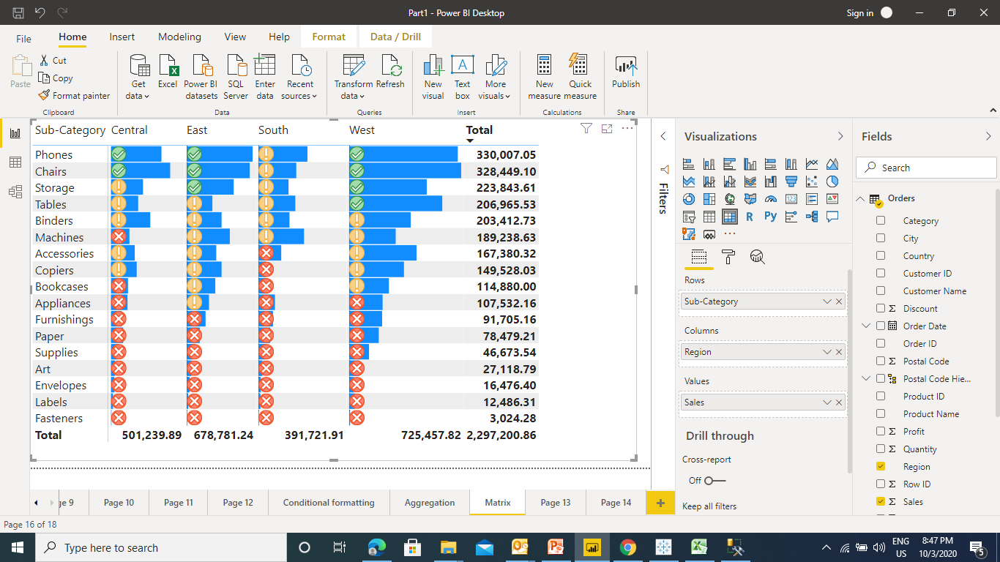 Part1 - Power BI Desktop
Sign in
File Home Insert Modeling View Help Format Data / Drill
Paste
Cut
Copy
Format painter
Get data
Excel
Power BI datasets
SQL Server
Enter data
Recent sources
Transform data
Refresh
New visual
Text box
More visuals
New measure
Quick measure
Publish
Clipboard Data Queries Insert Calculations Share
Sub-Category Central East South West Total
Phones 330,007.05
Chairs 328,449.10
Storage 223,843.61
Tables 206,965.53
Binders 203,412.73
Machines 189,238.63
Accessories 167,380.32
Copiers 149,528.03
Bookcases 114,880.00
Appliances 107,532.16
Furnishings 91,705.16
Paper 78,479.21
Supplies 46,673.54
Art 27,118.79
Envelopes 16,476.40
Labels 12,486.31
Fasteners 3,024.28
Total 501,239.89 678,781.24 391,721.91 725,457.82 2,297,200.86
Filters
Visualizations
R Py
123
Rows
Sub-Category
Columns
Region
Values
Sales
Drill through
Cross-report
Off
Keep all filters
Fields
Search
Orders
Category
City
Country
Customer ID
Customer Name
Σ Discount
Order Date
Order ID
Σ Postal Code
Postal Code Hie...
Product ID
Product Name
Σ Profit
Σ Quantity
Region
Σ Row ID
Σ Sales
ge 9 Page 10 Page 11 Page 12 Conditional formatting Aggregation Matrix Page 13 Page 14 +
Page 16 of 18
Type here to search
ENG
US
8:47 PM
10/3/2020
5